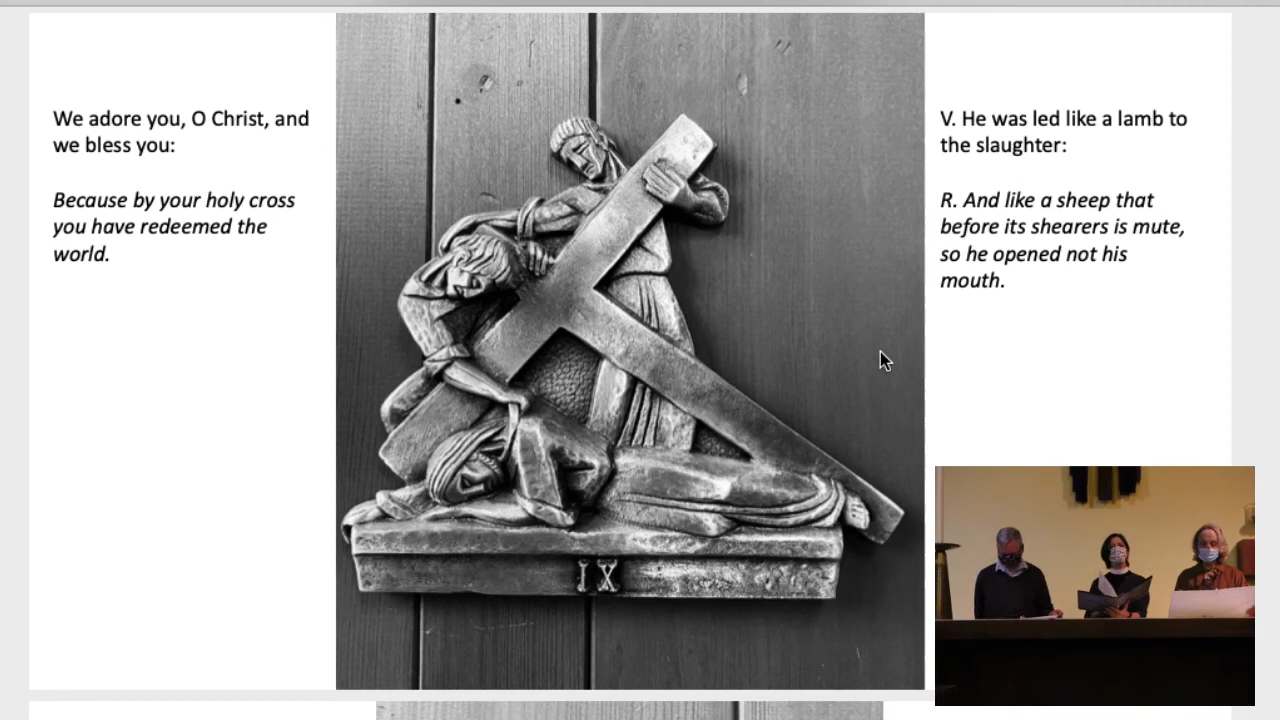 We adore you, O Christ, and
we bless you:
Because by your holy cross
you have redeemed the
world.
IX
V. He was led like a lamb to
the slaughter:
R. And like a sheep that
before its shearers is mute,
so he opened not his
mouth.